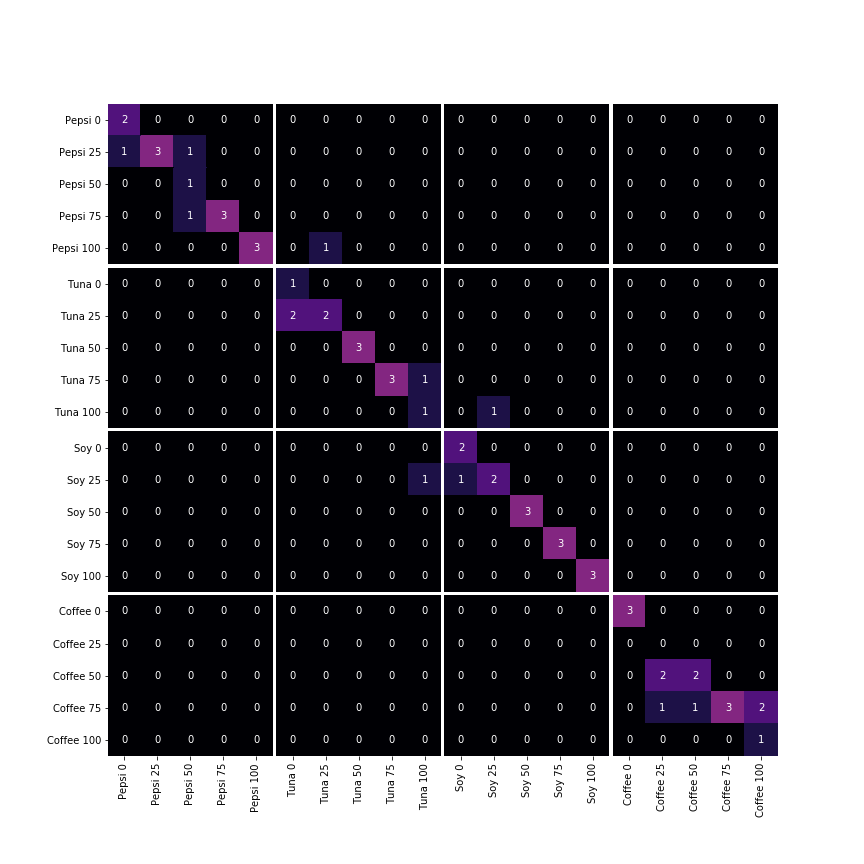 Pepsi 0 2 0 0 0 0 0 0 0 0 0 0 0 0 0 0 0 0 0 0 0
Pepsi 25 1 3 1 0 0 0 0 0 0 0 0 0 0 0 0 0 0 0 0 0
Pepsi 50 0 0 1 0 0 0 0 0 0 0 0 0 0 0 0 0 0 0 0 0
Pepsi 75 0 0 1 3 0 0 0 0 0 0 0 0 0 0 0 0 0 0 0 0
Pepsi 100 0 0 0 0 3 0 1 0 0 0 0 0 0 0 0 0 0 0 0 0
Tuna 0 0 0 0 0 0 1 0 0 0 0 0 0 0 0 0 0 0 0 0 0
Tuna 25 0 0 0 0 0 2 2 0 0 0 0 0 0 0 0 0 0 0 0 0
Tuna 50 0 0 0 0 0 0 0 3 0 0 0 0 0 0 0 0 0 0 0 0
Tuna 75 0 0 0 0 0 0 0 0 3 1 0 0 0 0 0 0 0 0 0 0
Tuna 100 0 0 0 0 0 0 0 0 0 1 0 1 0 0 0 0 0 0 0 0
Soy 0 0 0 0 0 0 0 0 0 0 0 2 0 0 0 0 0 0 0 0 0
Soy 25 0 0 0 0 0 0 0 0 0 1 1 2 0 0 0 0 0 0 0 0
Soy 50 0 0 0 0 0 0 0 0 0 0 0 0 3 0 0 0 0 0 0 0
Soy 75 0 0 0 0 0 0 0 0 0 0 0 0 0 3 0 0 0 0 0 0
Soy 100 0 0 0 0 0 0 0 0 0 0 0 0 0 0 3 0 0 0 0 0
Coffee 0 0 0 0 0 0 0 0 0 0 0 0 0 0 0 0 3 0 0 0 0
Coffee 25 0 0 0 0 0 0 0 0 0 0 0 0 0 0 0 0 0 0 0 0
Coffee 50 0 0 0 0 0 0 0 0 0 0 0 0 0 0 0 0 2 2 0 0
Coffee 75 0 0 0 0 0 0 0 0 0 0 0 0 0 0 0 0 1 1 3 2
Coffee 100 0 0 0 0 0 0 0 0 0 0 0 0 0 0 0 0 0 0 0 1
Pepsi 0
Pepsi 25
Pepsi 50
Pepsi 75
Pepsi 100
Tuna 0
Tuna 25
Tuna 50
Tuna 75
Tuna 100
Soy 0
Soy 25
Soy 50
Soy 75
Soy 100
Coffee 0
Coffee 25
Coffee 50
Coffee 75
Coffee 100